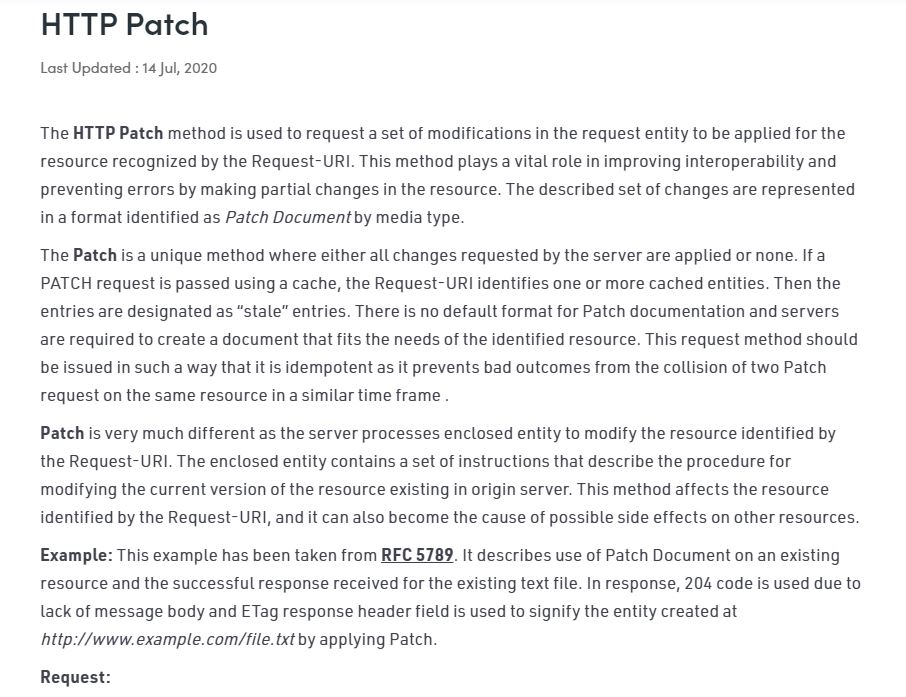 HTTP Patch
Last Updated : 14 Jul, 2020
The HTTP Patch method is used to request a set of modifications in the request entity to be applied for the
resource recognized by the Request-URI. This method plays a vital role in improving interoperability and
preventing errors by making partial changes in the resource. The described set of changes are represented
in a format identified as Patch Document by media type.
The Patch is a unique method where either all changes requested by the server are applied or none. If a
PATCH request is passed using a cache, the Request-URI identifies one or more cached entities. Then the
entries are designated as “stale” entries. There is no default format for Patch documentation and servers
are required to create a document that fits the needs of the identified resource. This request method should
be issued in such a way that it is idempotent as it prevents bad outcomes from the collision of two Patch
request on the same resource in a similar time frame .
Patch is very much different as the server processes enclosed entity to modify the resource identified by
the Request-URI. The enclosed entity contains a set of instructions that describe the procedure for
modifying the current version of the resource existing in origin server. This method affects the resource
identified by the Request-URI, and it can also become the cause of possible side effects on other resources.
Example: This example has been taken from RFC 5789. It describes use of Patch Document on an existing
resource and the successful response received for the existing text file. In response, 204 code is used due to
lack of message body and ETag response header field is used to signify the entity created at
http://www.example.com/file.txt by applying Patch.
Request: